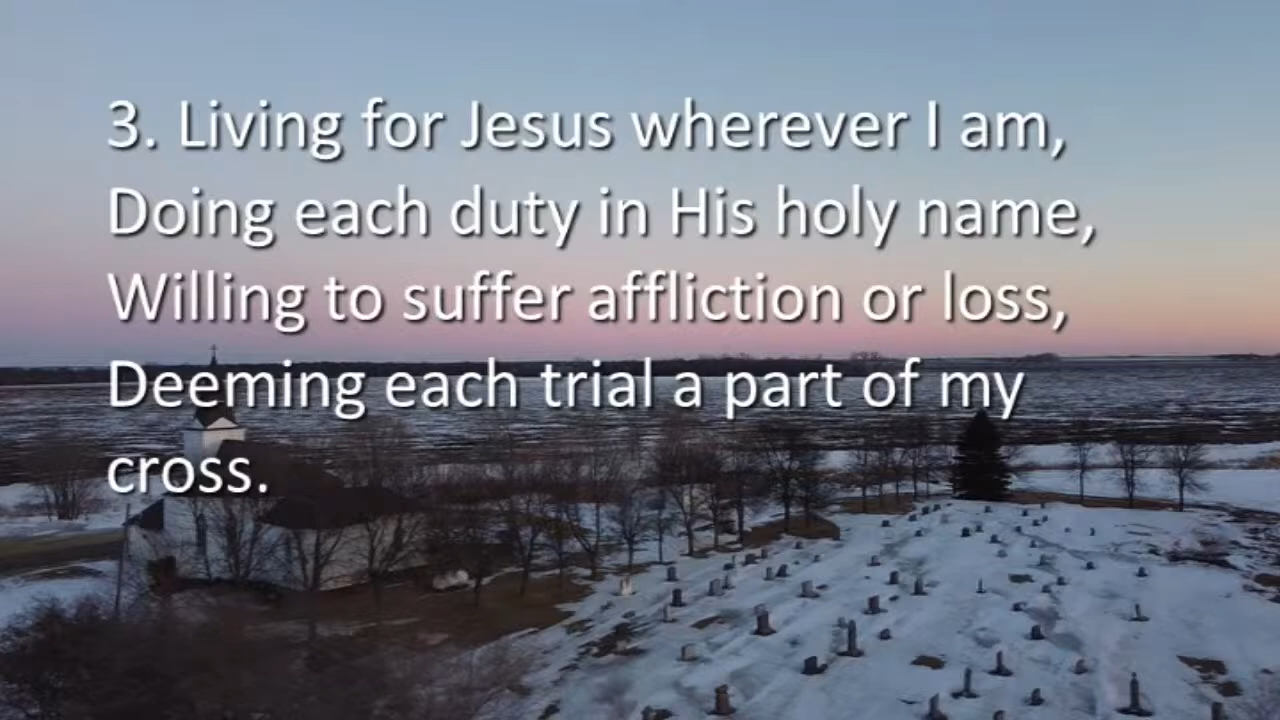 3. Living for Jesus wherever I am,
Doing each duty in His holy name,
Willing to suffer affliction or loss,
Deeming each trial a part of my
cross.